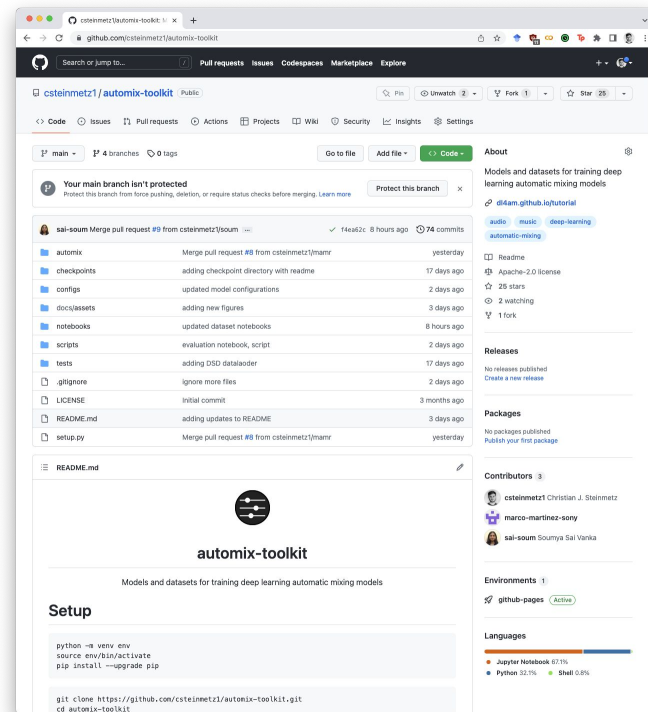 csteinmetz1/automix-toolkit: M
github.com/csteinmetz1/automix-toolkit
Search or jump to... / Pull requests Issues Codespaces Marketplace Explore
csteinmetz1 / automix-toolkit Public
Pin Unwatch 2 Fork 1 Star 25
Code Issues Pull requests Actions Projects Wiki Security Insights Settings
main 4 branches 0 tags Go to file Add file Code
Your main branch isn't protected
Protect this branch from force pushing, deletion, or require status checks before merging. Learn more
Protect this branch
sai-soum Merge pull request #9 from csteinmetz1/soum ... f4ea62c 8 hours ago 74 commits
automix Merge pull request #8 from csteinmetz1/mamr yesterday
checkpoints adding checkpoint directory with readme 17 days ago
configs updated model configurations 2 days ago
docs/assets adding new figures 3 days ago
notebooks updated dataset notebooks 8 hours ago
scripts evaluation notebook, script 2 days ago
tests adding DSD datalaoder 17 days ago
.gitignore ignore more files 2 days ago
LICENSE Initial commit 3 months ago
README.md adding updates to README 3 days ago
setup.py Merge pull request #8 from csteinmetz1/mamr yesterday
README.md
automix-toolkit
Models and datasets for training deep learning automatic mixing models
Setup
python -m venv env
source env/bin/activate
pip install --upgrade pip
git clone https://github.com/csteinmetz1/automix-toolkit.git
cd automix-toolkit
About
Models and datasets for training deep
learning automatic mixing models
dl4am.github.io/tutorial
audio music deep-learning
automatic-mixing
Readme
Apache-2.0 license
25 stars
2 watching
1 fork
Releases
No releases published
Create a new release
Packages
No packages published
Publish your first package
Contributors 3
csteinmetz1 Christian J. Steinmetz
marco-martinez-sony
sai-soum Soumya Sai Vanka
Environments 1
github-pages Active
Languages
Jupyter Notebook 67.1%
Python 32.1% Shell 0.8%